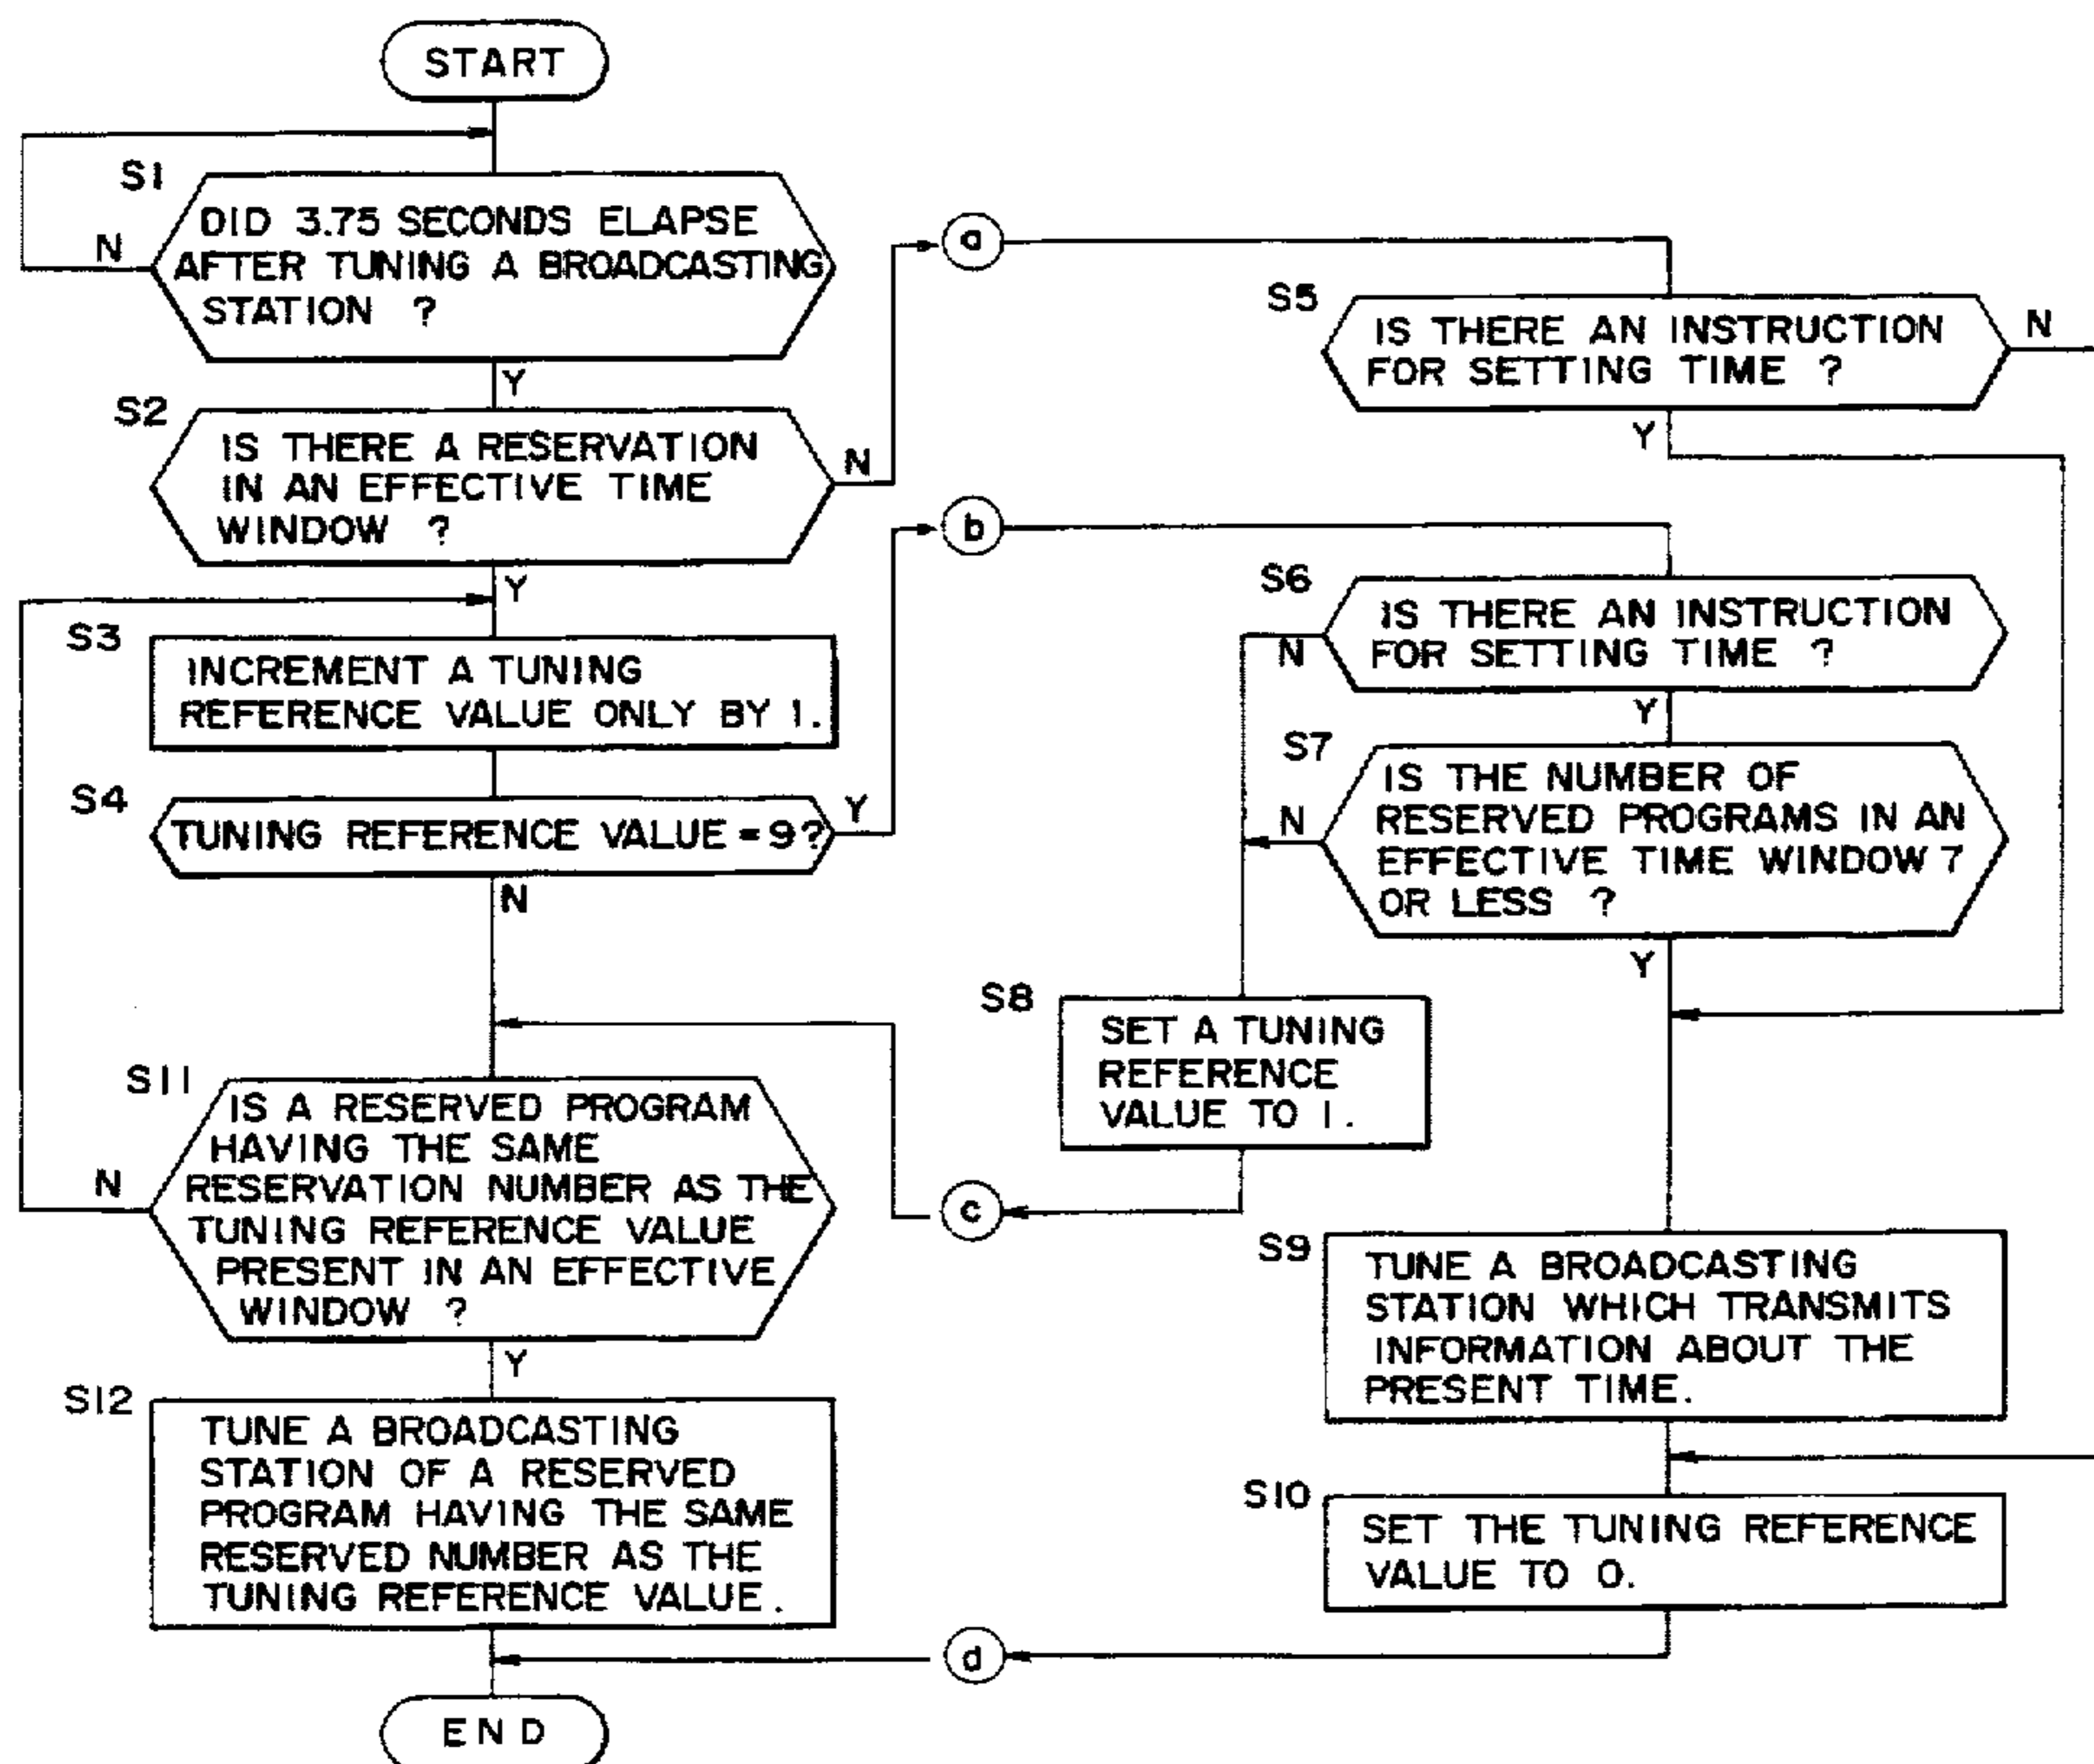 START
S1
DID 3.75 SECONDS ELAPSE
AFTER TUNING A BROADCASTING
STATION ?
N
Y
S2
IS THERE A RESERVATION
IN AN EFFECTIVE TIME
WINDOW ?
N
Y
S3
INCREMENT A TUNING
REFERENCE VALUE ONLY BY 1.
S4
TUNING REFERENCE VALUE = 9?
Y
N
S11
IS A RESERVED PROGRAM
HAVING THE SAME
RESERVATION NUMBER AS THE
TUNING REFERENCE VALUE
PRESENT IN AN EFFECTIVE
WINDOW ?
N
Y
S12
TUNE A BROADCASTING
STATION OF A RESERVED
PROGRAM HAVING THE SAME
RESERVED NUMBER AS THE
TUNING REFERENCE VALUE.
END
a
b
c
d
S5
IS THERE AN INSTRUCTION
FOR SETTING TIME ?
N
Y
S6
IS THERE AN INSTRUCTION
FOR SETTING TIME ?
N
Y
S7
IS THE NUMBER OF
RESERVED PROGRAMS IN AN
EFFECTIVE TIME WINDOW 7
OR LESS ?
N
Y
S8
SET A TUNING
REFERENCE
VALUE TO 1.
S9
TUNE A BROADCASTING
STATION WHICH TRANSMITS
INFORMATION ABOUT THE
PRESENT TIME.
S10
SET THE TUNING REFERENCE
VALUE TO 0.